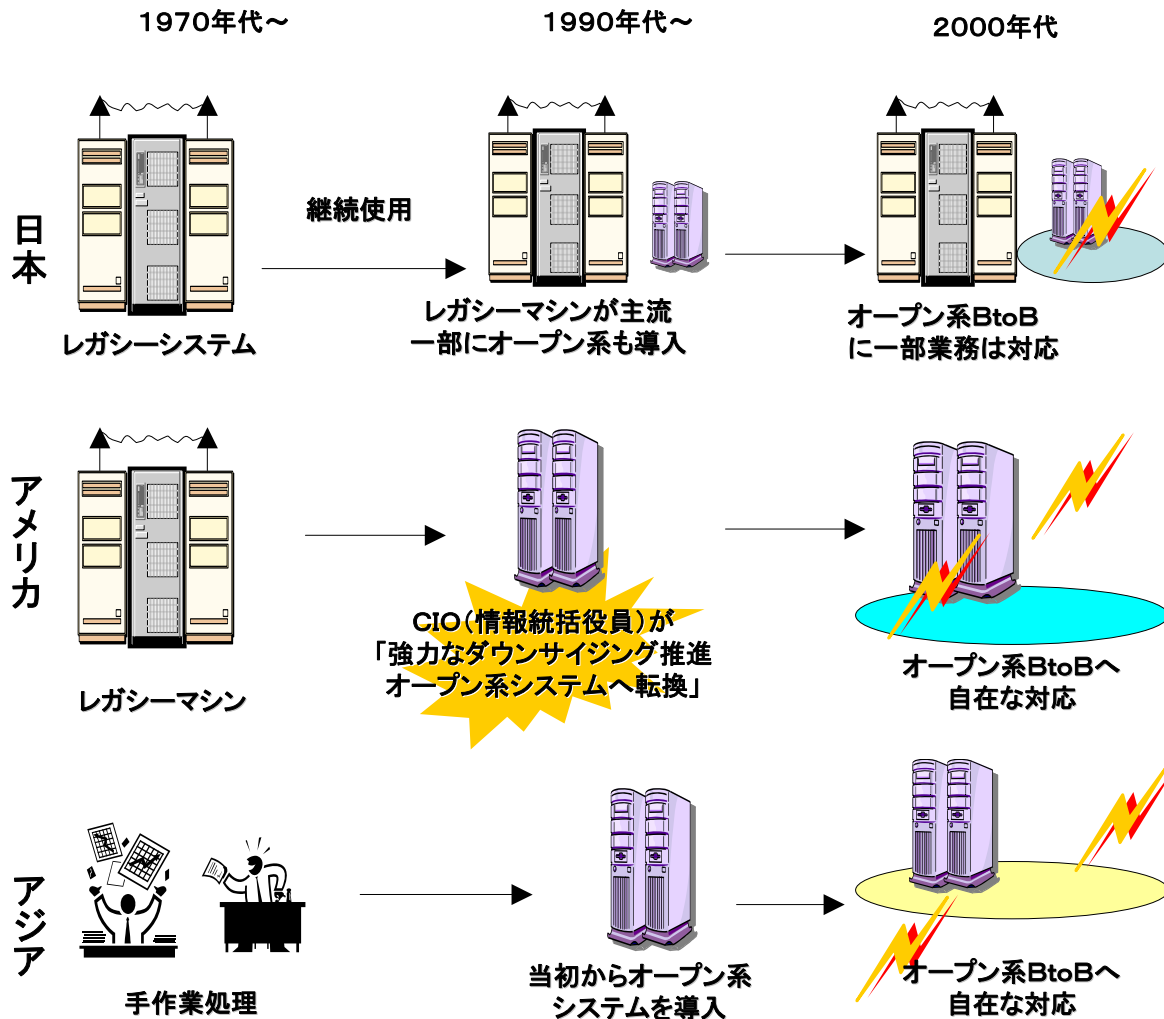 1970年代~
1990年代~
2000年代
日本
継続使用
レガシーシステム
レガシーマシンが主流
一部にオープン系も導入
オープン系BtoB
に一部業務は対応
アメリカ
レガシーマシン
CIO(情報統括役員)が
「強力なダウンサイジング推進
オープン系システムへ転換」
オープン系BtoBへ
自在な対応
アジア
手作業処理
当初からオープン系
システムを導入
オープン系BtoBへ
自在な対応